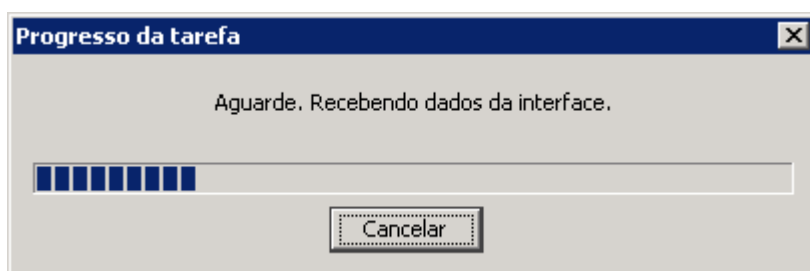 Progresso da tarefa
Aguarde. Recebendo dados da interface.
Cancelar